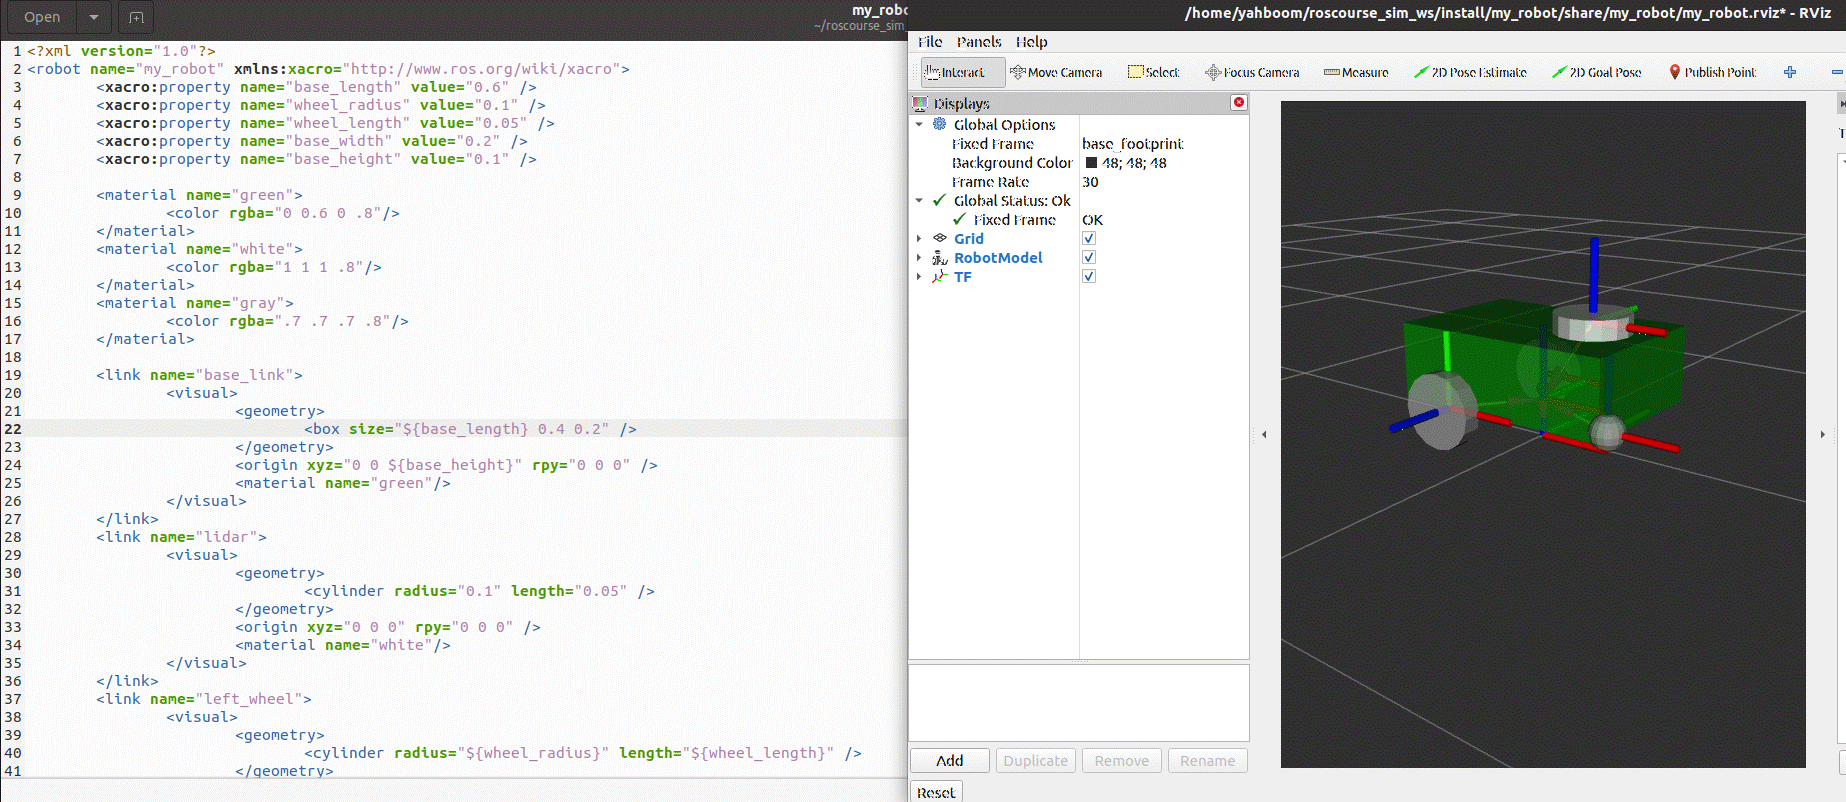 Open
my_robo
~/roscourse_sim_
1 <?xml version="1.0"?>
2 <robot name="my_robot" xmlns:xacro="http://www.ros.org/wiki/xacro">
3 <xacro:property name="base_length" value="0.6" />
4 <xacro:property name="wheel_radius" value="0.1" />
5 <xacro:property name="wheel_length" value="0.05" />
6 <xacro:property name="base_width" value="0.2" />
7 <xacro:property name="base_height" value="0.1" />
8
9 <material name="green">
10 <color rgba="0 0.6 0 .8"/>
11 </material>
12 <material name="white">
13 <color rgba="1 1 1 .8"/>
14 </material>
15 <material name="gray">
16 <color rgba=".7 .7 .7 .8"/>
17 </material>
18
19 <link name="base_link">
20 <visual>
21 <geometry>
22 <box size="${base_length} 0.4 0.2" />
23 </geometry>
24 <origin xyz="0 0 ${base_height}" rpy="0 0 0" />
25 <material name="green"/>
26 </visual>
27 </link>
28 <link name="lidar">
29 <visual>
30 <geometry>
31 <cylinder radius="0.1" length="0.05" />
32 </geometry>
33 <origin xyz="0 0 0" rpy="0 0 0" />
34 <material name="white"/>
35 </visual>
36 </link>
37 <link name="left_wheel">
38 <visual>
39 <geometry>
40 <cylinder radius="${wheel_radius}" length="${wheel_length}" />
41 </geometry>
/home/yahboom/roscourse_sim_ws/install/my_robot/share/my_robot/my_robot.rviz* - RViz
File Panels Help
Interact Move Camera Select Focus Camera Measure 2D Pose Estimate 2D Goal Pose Publish Point
Displays
Global Options
Fixed Frame base_footprint
Background Color 48; 48; 48
Frame Rate 30
Global Status: Ok
Fixed Frame OK
Grid
RobotModel
TF
Add Duplicate Remove Rename
Reset